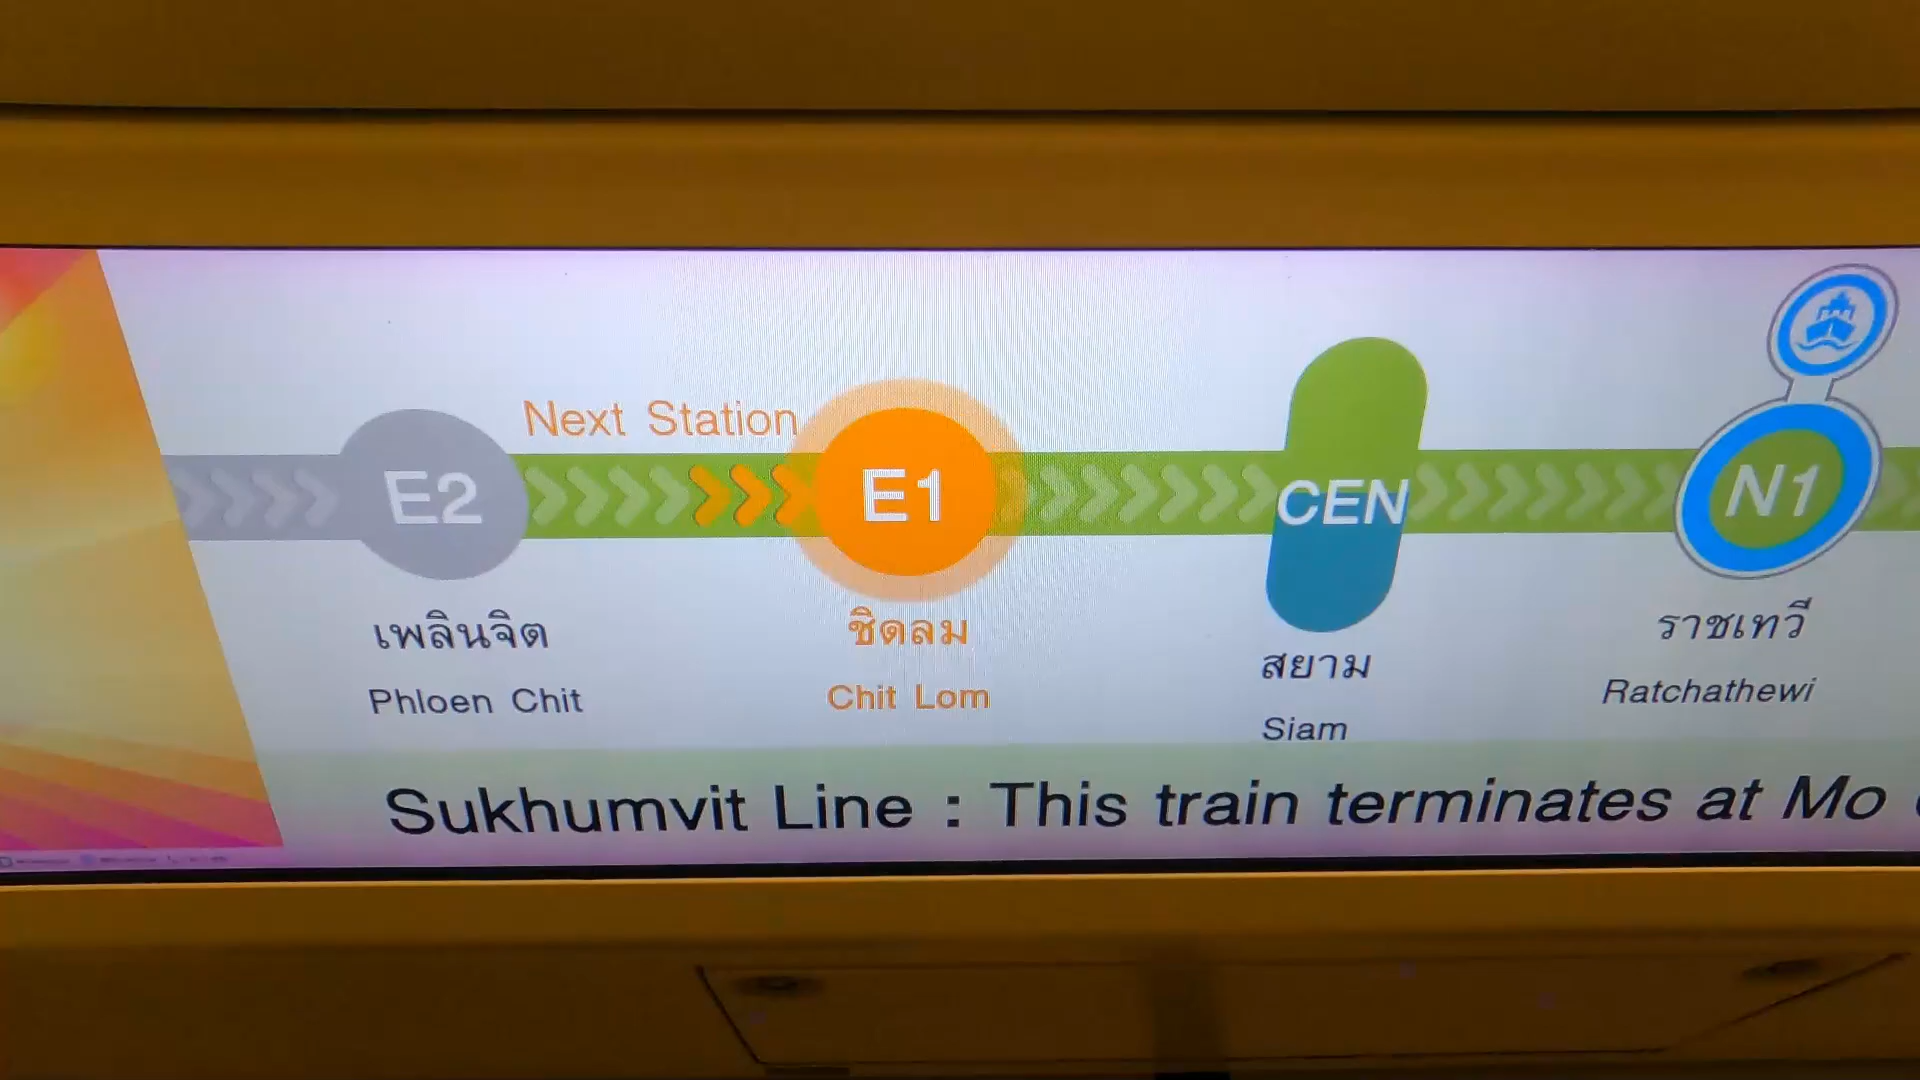 Next Station
E2
E1
CEN
N1
เพลินจิต
ชิดลม
สยาม
ราชเทวี
Phloen Chit
Chit Lom
Siam
Ratchathewi
Sukhumvit Line : This train terminates at Mo